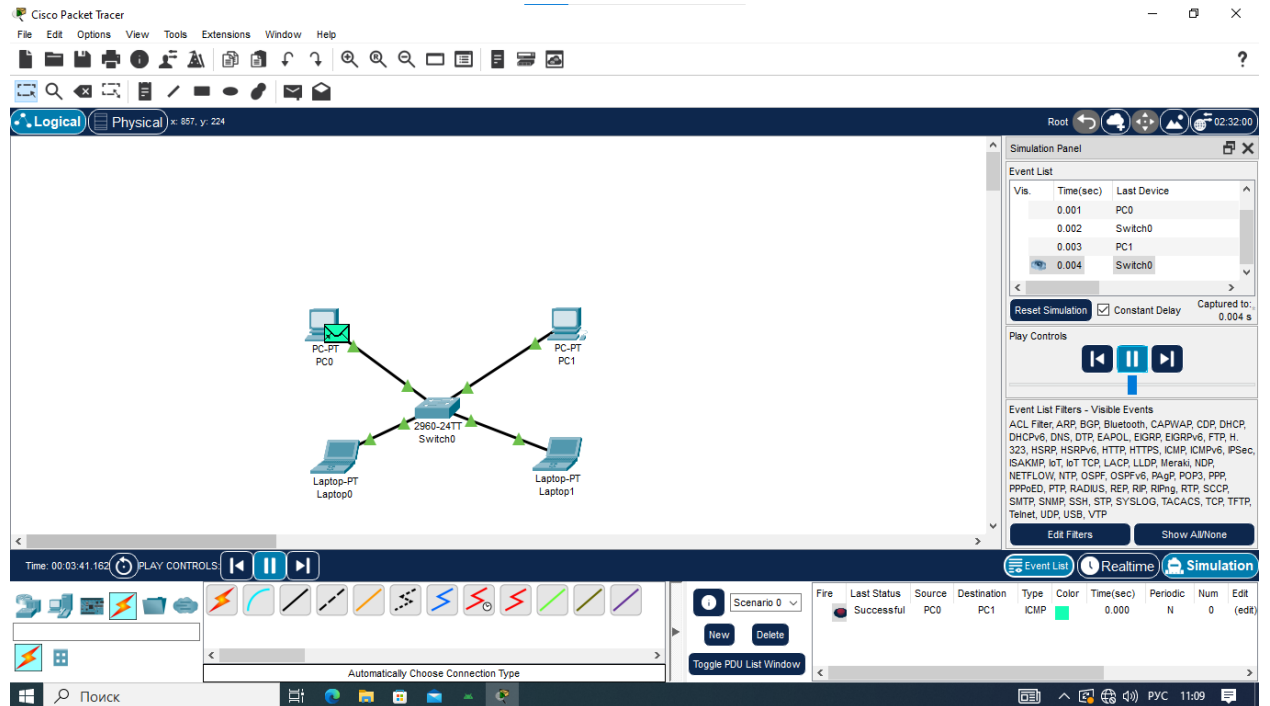 Cisco Packet Tracer
File Edit Options View Tools Extensions Window Help
?
Logical Physical x: 857, y: 224 Root 02:32:00
Simulation Panel
Event List
Vis. Time(sec) Last Device
0.001 PC0
0.002 Switch0
0.003 PC1
0.004 Switch0
Reset Simulation Constant Delay Captured to:
0.004 s
Play Controls
PC-PT
PC0
PC-PT
PC1
2960-24TT
Switch0
Laptop-PT
Laptop0
Laptop-PT
Laptop1
Event List Filters - Visible Events
ACL Filter, ARP, BGP, Bluetooth, CAPWAP, CDP, DHCP,
DHCPv6, DNS, DTP, EAPOL, EIGRP, EIGRPv6, FTP, H.
323, HSRP, HSRPv6, HTTP, HTTPS, ICMP, ICMPv6, IPSec,
ISAKMP, IoT, IoT TCP, LACP, LLDP, Meraki, NDP,
NETFLOW, NTP, OSPF, OSPFv6, PAgP, POP3, PPP,
PPPoED, PTP, RADIUS, REP, RIP, RIPng, RTP, SCCP,
SMTP, SNMP, SSH, STP, SYSLOG, TACACS, TCP, TFTP,
Telnet, UDP, USB, VTP
Edit Filters Show All/None
Time: 00:03:41.162 PLAY CONTROLS: Event List Realtime Simulation
Scenario 0
New Delete
Toggle PDU List Window
Fire Last Status Source Destination Type Color Time(sec) Periodic Num Edit
Successful PC0 PC1 ICMP 0.000 N 0 (edit)
Automatically Choose Connection Type
Поиск РУС 11:09